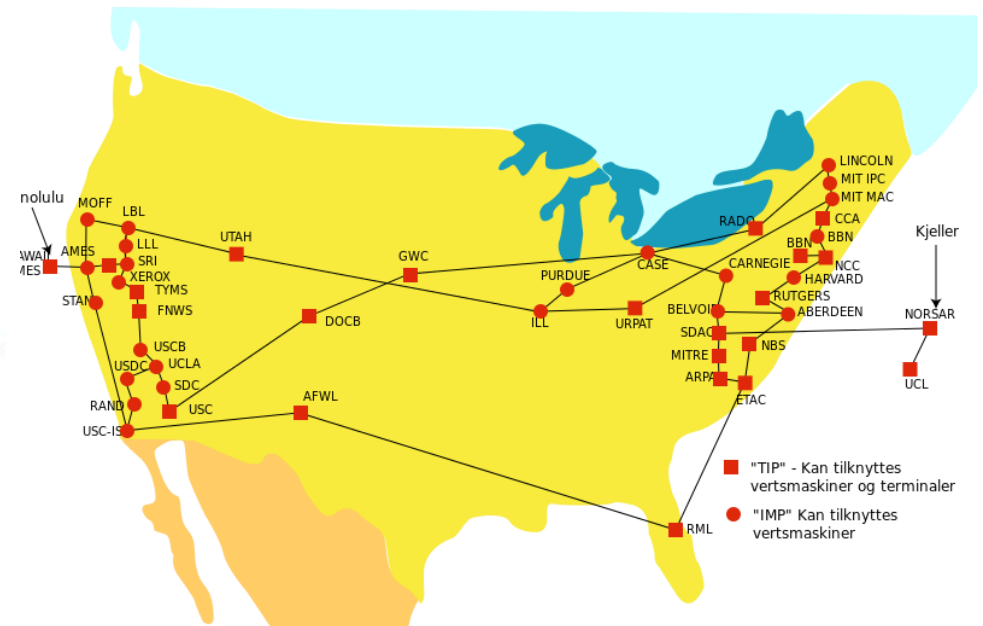 LINCOLN
MIT IPC
MIT MAC
nolulu
MOFF
LBL
RADC
CCA
BBN
Kjeller
UTAH
LLL
AMES
SRI
GWC
BBN
CASE
CARNEGIE
NCC
XEROX
PURDUE
HARVARD
MES
TYMS
RUTGERS
STAN
FNWS
BELVOIR
ABERDEEN
NORSAR
DOCB
ILL
URPAT
SDAC
NBS
USCB
MITRE
USDC
UCLA
ARPA
SDC
UCL
AFWL
ETAC
RAND
USC
USC-IS
"TIP" - Kan tilknyttes
vertsmaskiner og terminaler
"IMP" Kan tilknyttes
vertsmaskiner
RML